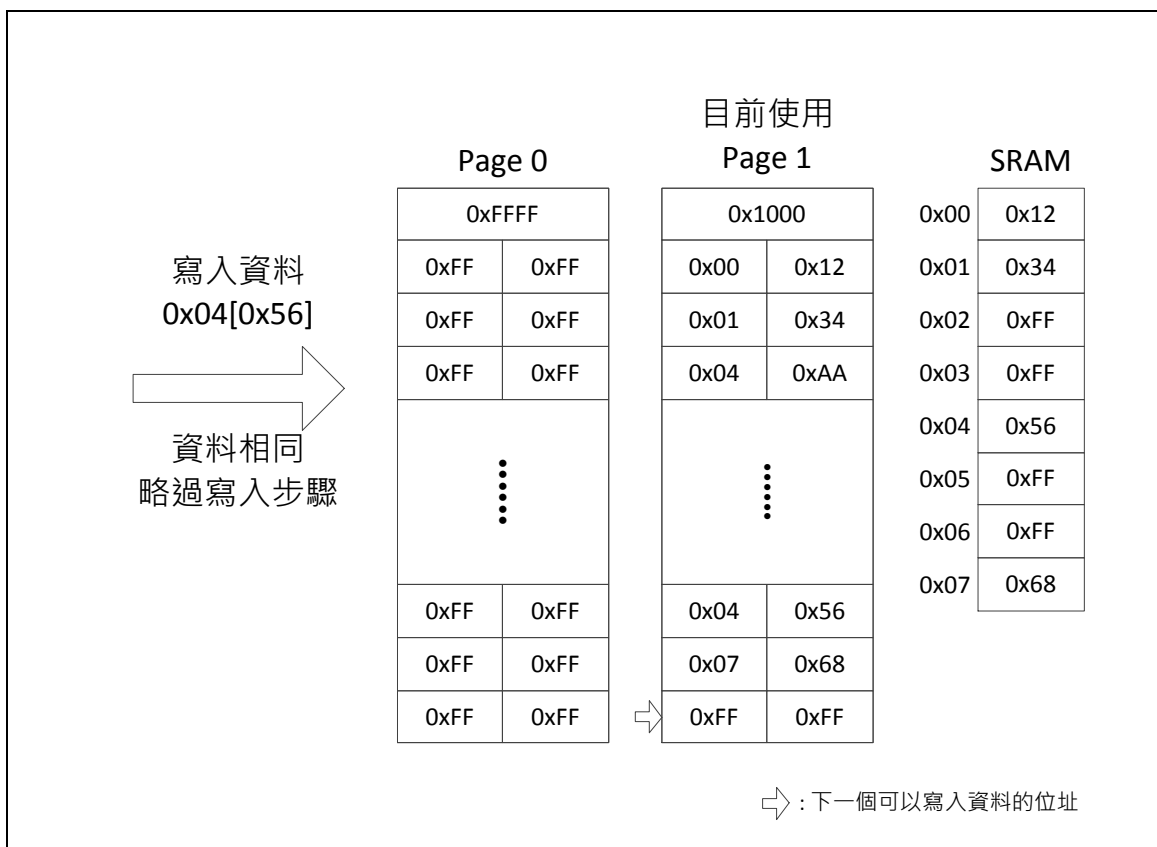 目前使用
Page 0 Page 1 SRAM
0xFFFF 0x1000 0x00 0x12
寫入資料
0x04[0x56]
資料相同
略過寫入步驟
0xFF 0xFF 0x00 0x12 0x01 0x34
0xFF 0xFF 0x01 0x34 0x02 0xFF
0xFF 0xFF 0x04 0xAA 0x03 0xFF
0x04 0x56
0x05 0xFF
0x06 0xFF
0x07 0x68
0xFF 0xFF 0x04 0x56
0xFF 0xFF 0x07 0x68
0xFF 0xFF 0xFF 0xFF
: 下一個可以寫入資料的位址